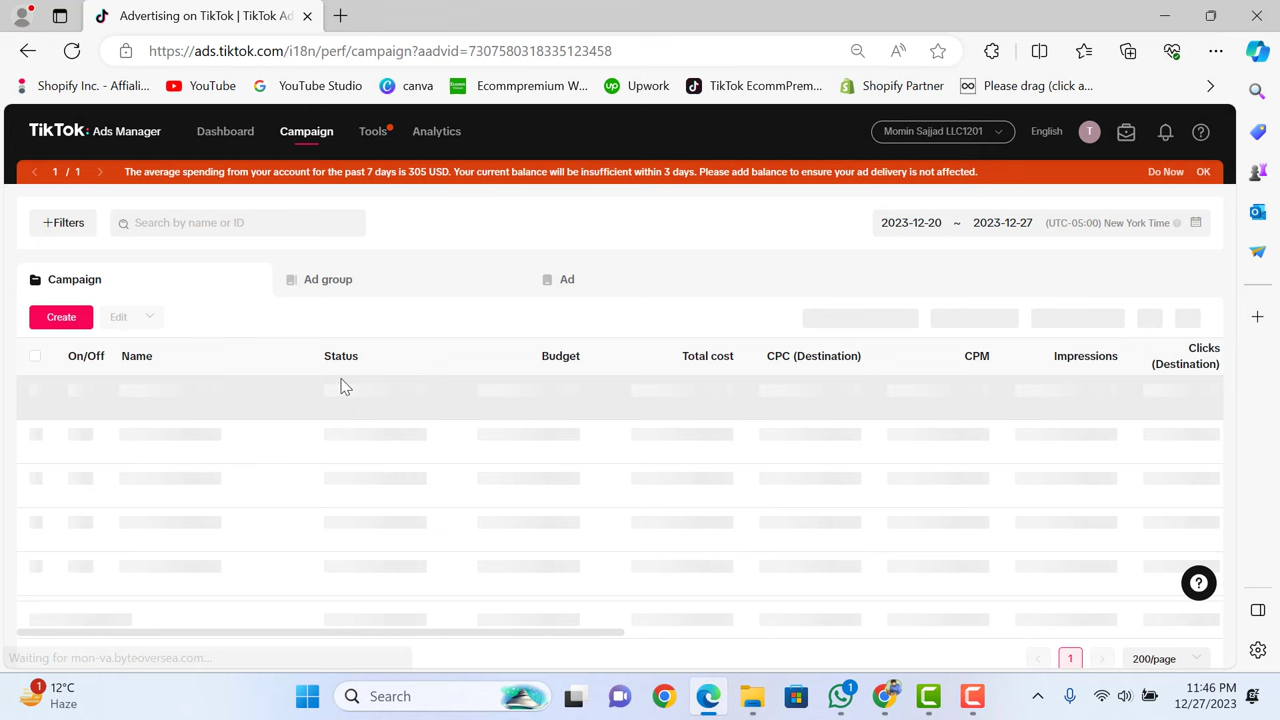 Advertising on TikTok | TikTok Ad
https://ads.tiktok.com/i18n/perf/campaign?aadvid=7307580318335123458
Shopify Inc. - Affiali... YouTube YouTube Studio canva Ecommpremium W... Upwork TikTok EcommPrem... Shopify Partner Please drag (click a...
TikTok: Ads Manager Dashboard Campaign Tools Analytics Momin Sajjad LLC1201 English T
1 / 1 The average spending from your account for the past 7 days is 305 USD. Your current balance will be insufficient within 3 days. Please add balance to ensure your ad delivery is not affected. Do Now OK
+Filters Search by name or ID 2023-12-20 ~ 2023-12-27 (UTC-05:00) New York Time
Campaign Ad group Ad
Create Edit
On/Off Name Status Budget Total cost CPC (Destination) CPM Impressions Clicks (Destination)
Waiting for mon-va.byteoversea.com... 1 200/page
1 12°C Haze Search 1 11:46 PM 12/27/2023